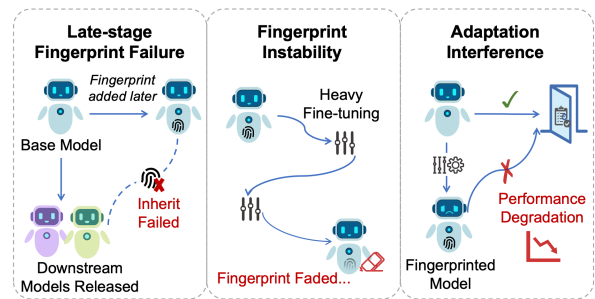 Late-stage
Fingerprint Failure
Fingerprint
added later
Base Model
Inherit
Failed
Downstream
Models Released
Fingerprint
Instability
Heavy
Fine-tuning
Fingerprint Faded...
Adaptation
Interference
Performance
Degradation
Fingerprinted
Model